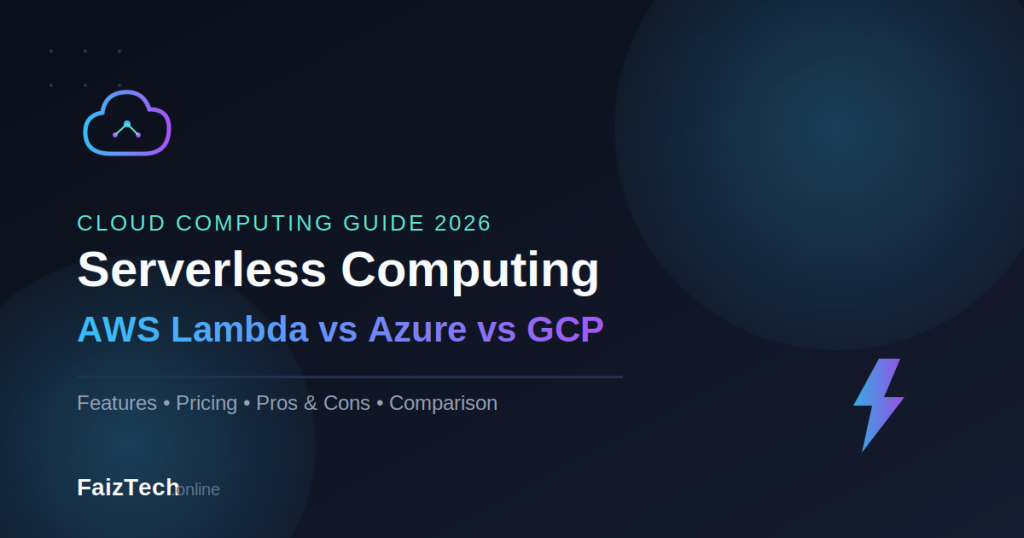 CLOUD COMPUTING GUIDE 2026
Serverless Computing
AWS Lambda vs Azure vs GCP
Features • Pricing • Pros & Cons • Comparison
FaizTech.online